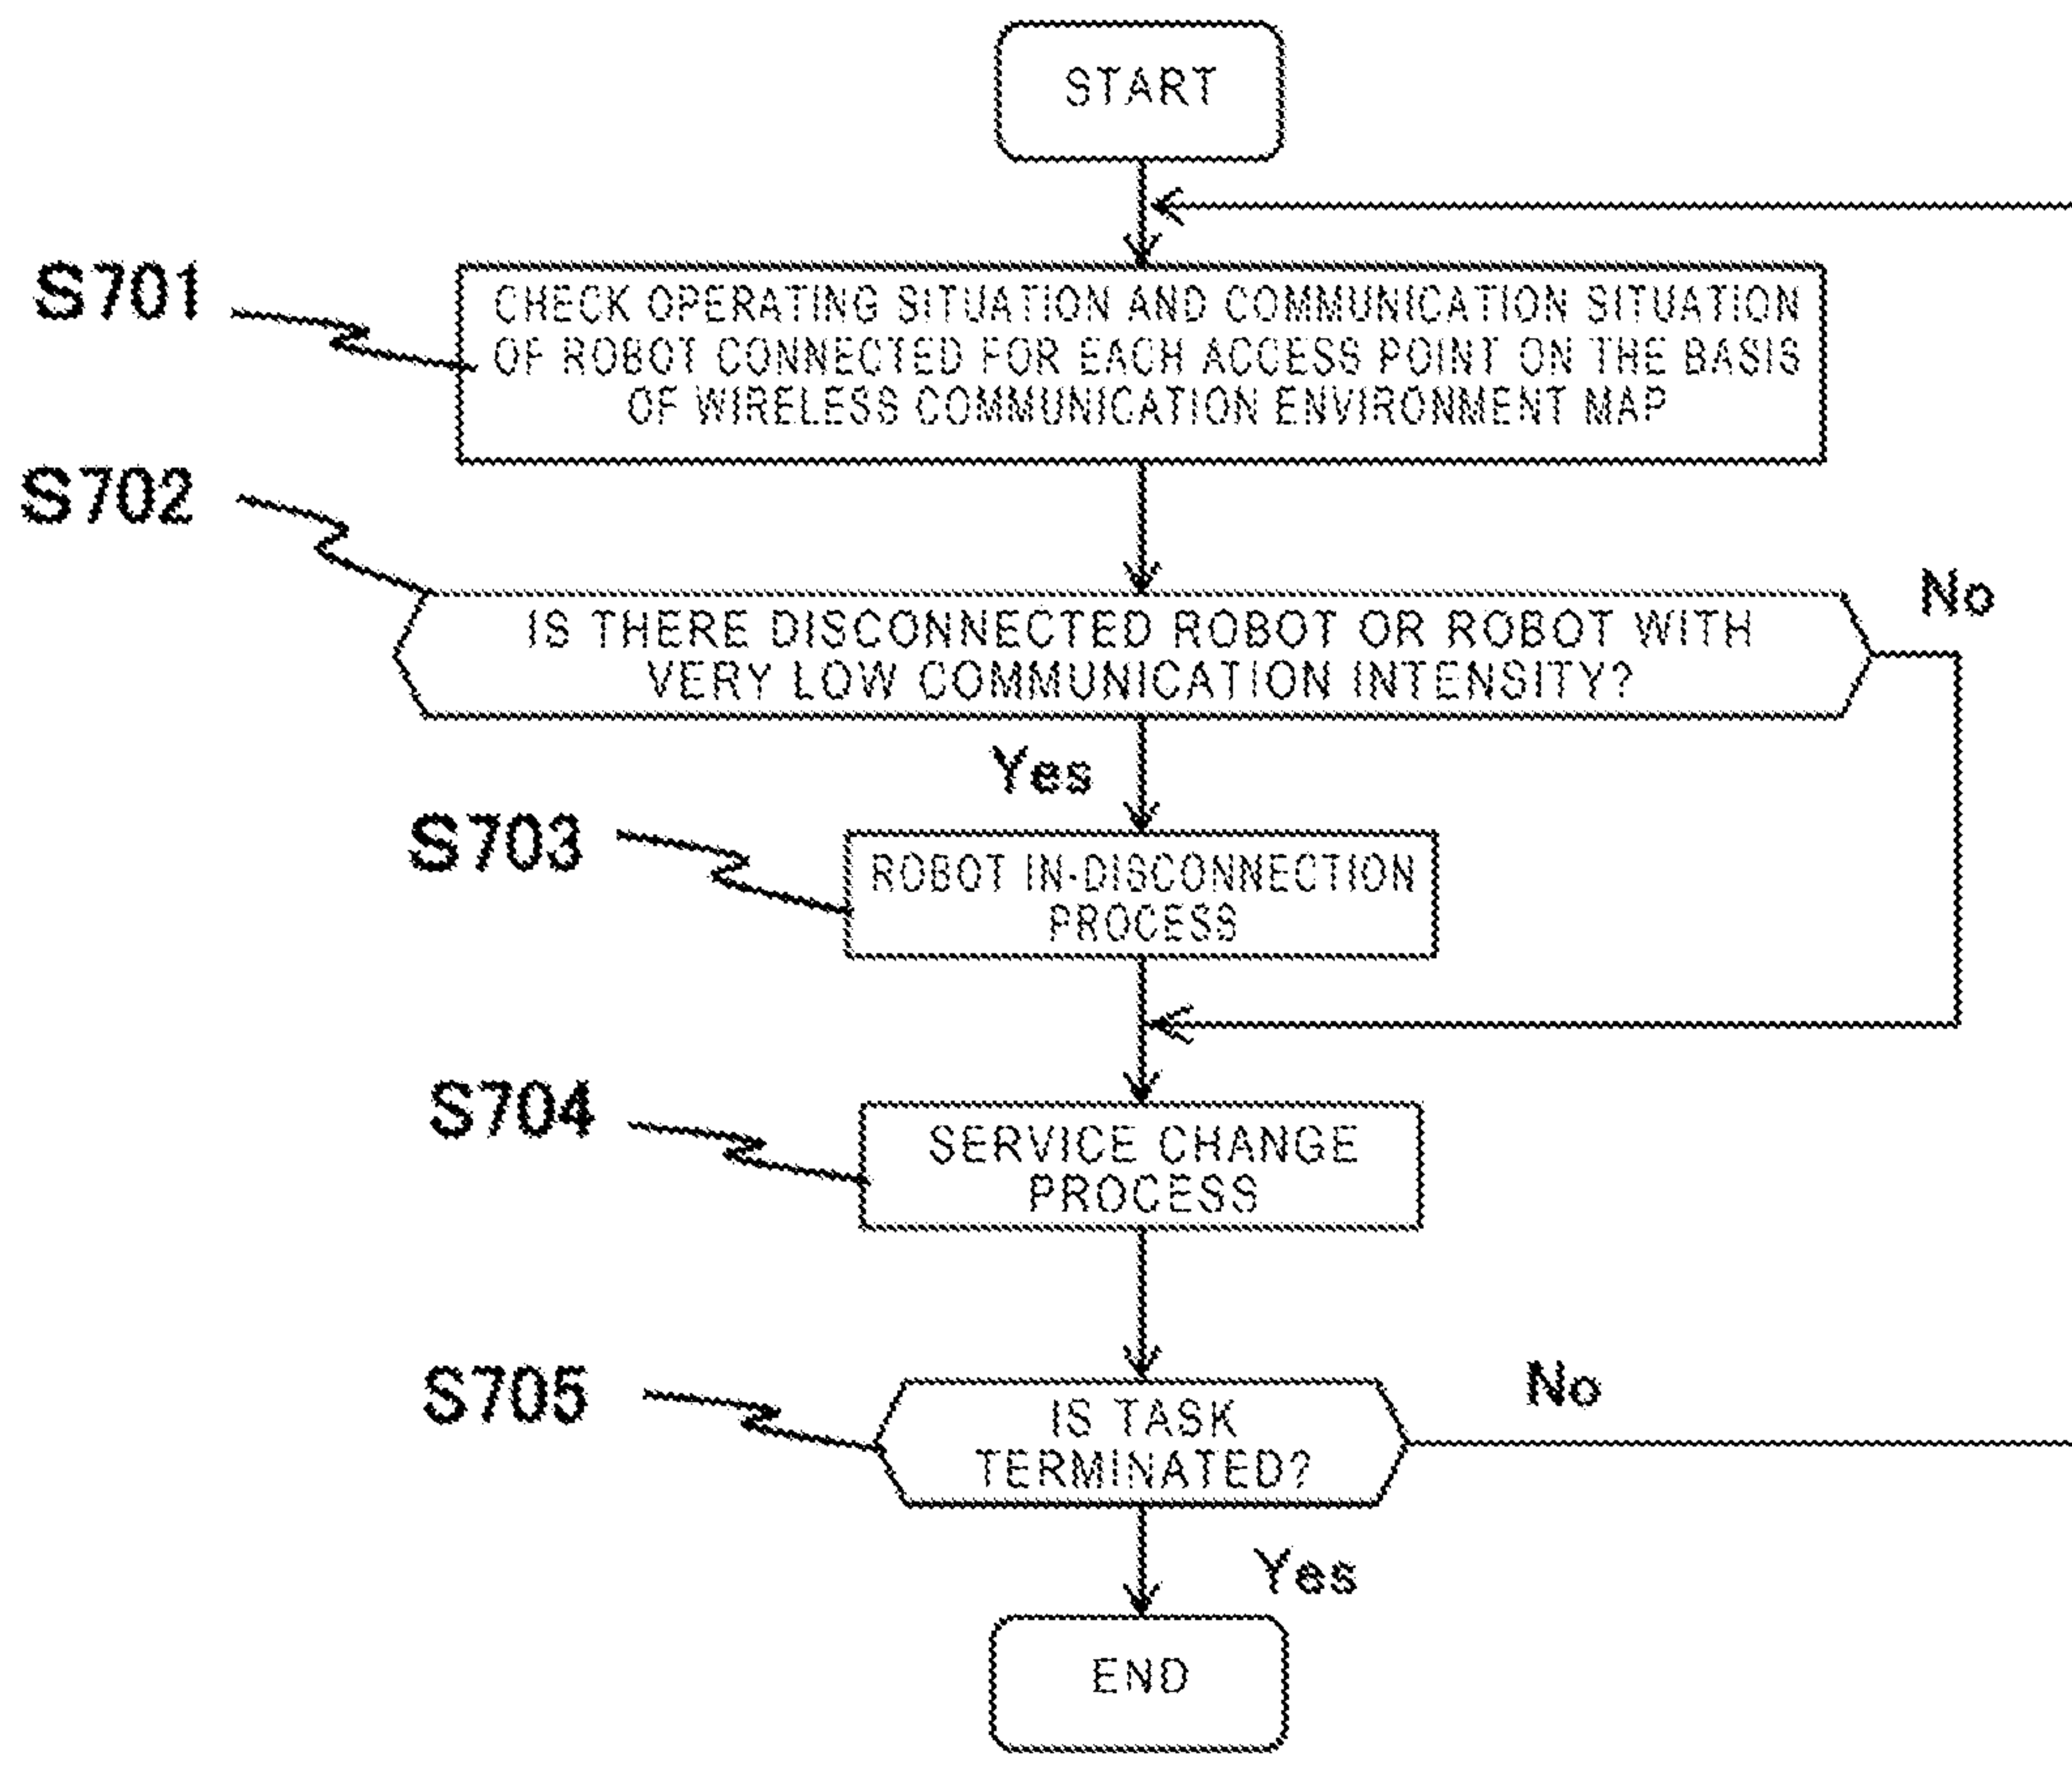 START
S701
CHECK OPERATING SITUATION AND COMMUNICATION SITUATION
OF ROBOT CONNECTED FOR EACH ACCESS POINT ON THE BASIS
OF WIRELESS COMMUNICATION ENVIRONMENT MAP
S702
IS THERE DISCONNECTED ROBOT OR ROBOT WITH
VERY LOW COMMUNICATION INTENSITY?
No
Yes
S703
ROBOT IN-DISCONNECTION
PROCESS
S704
SERVICE CHANGE
PROCESS
S705
IS TASK
TERMINATED?
No
Yes
END